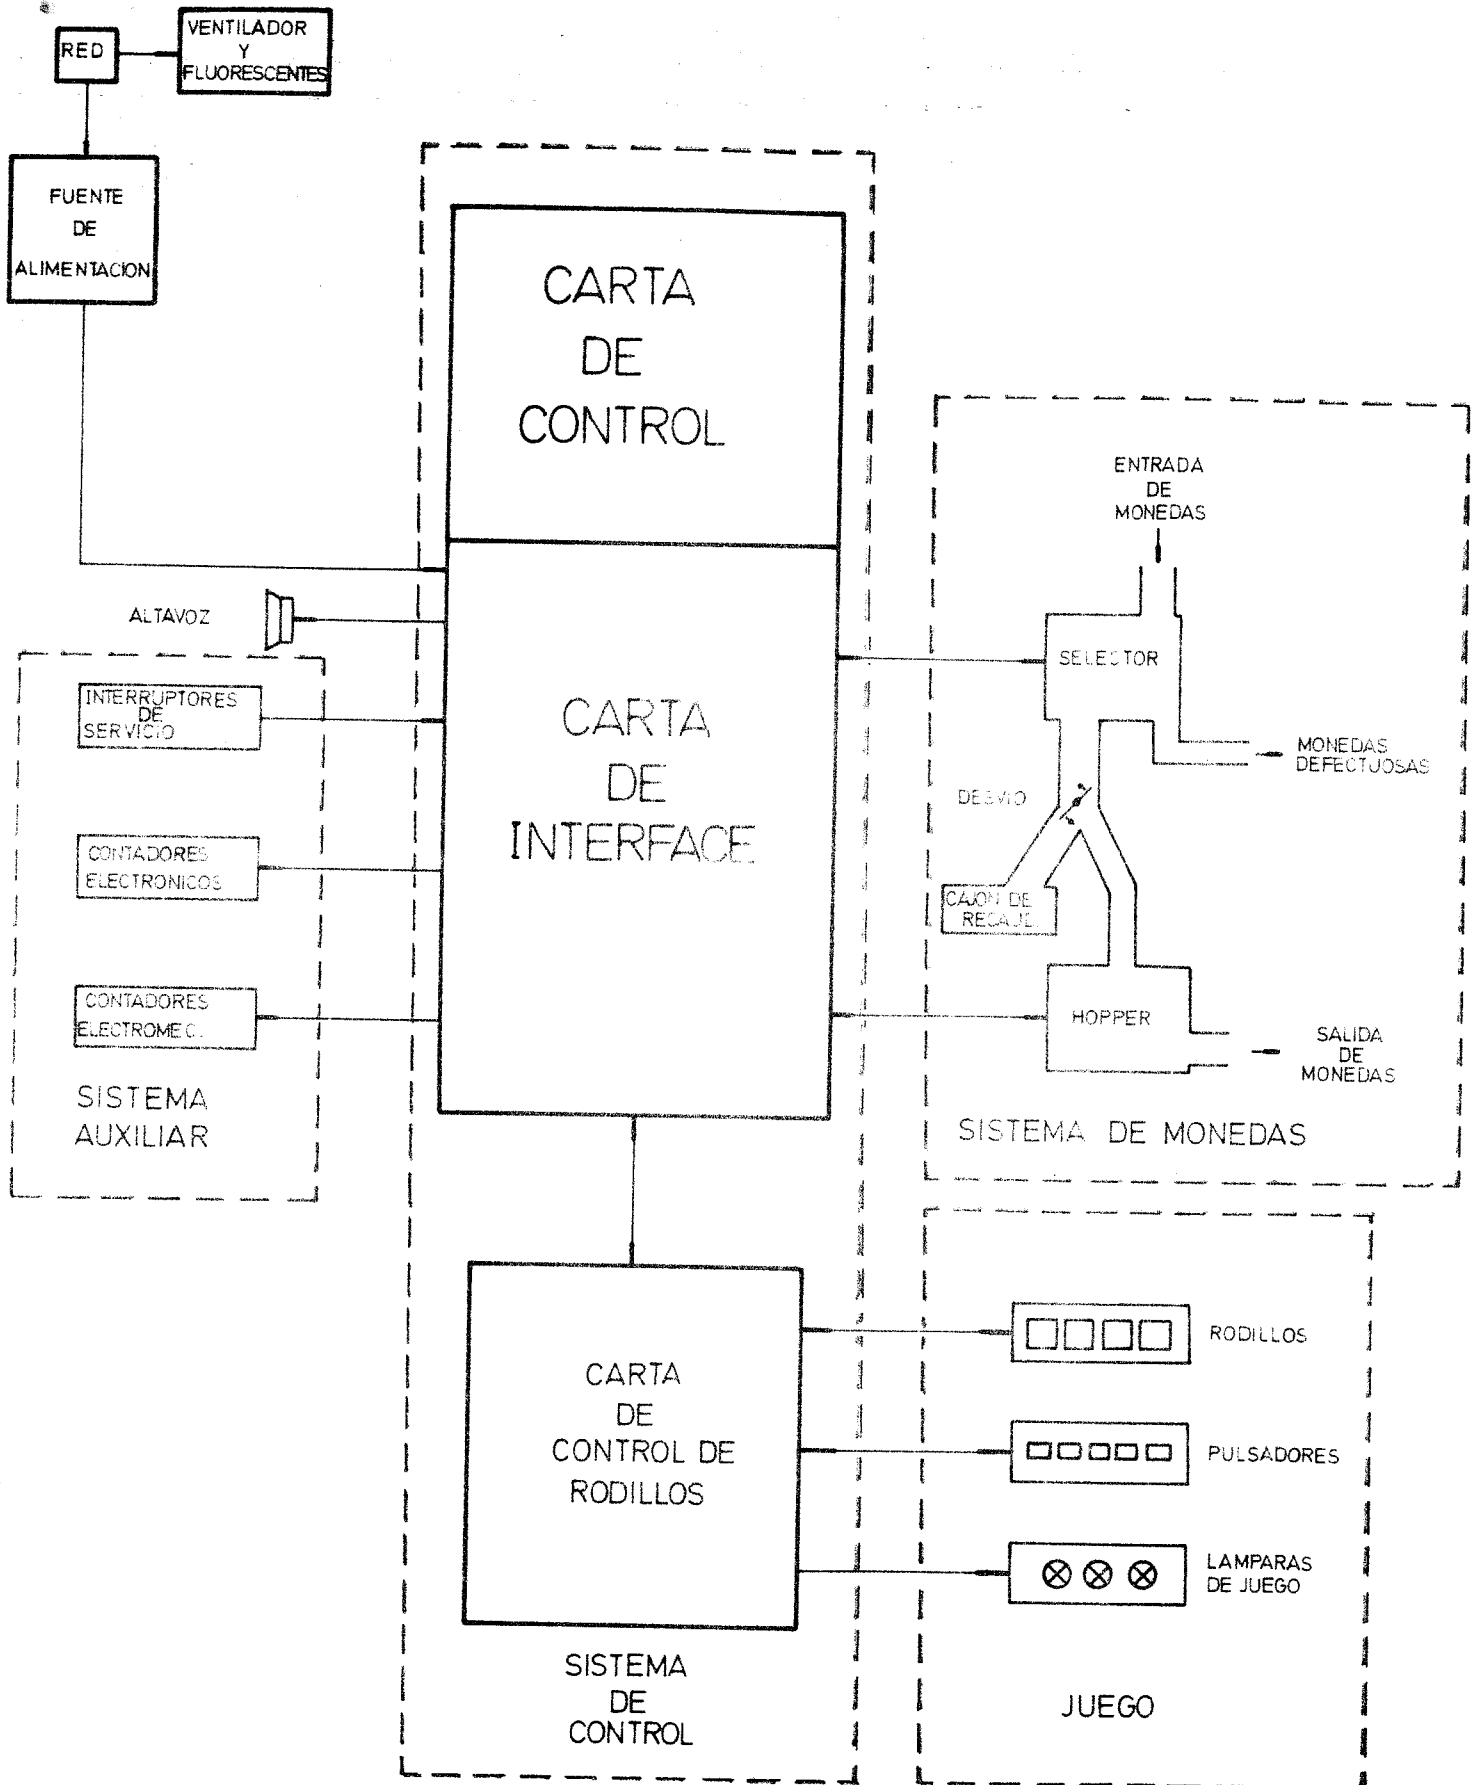 RED
VENTILADOR
Y
FLUORESCENTES
FUENTE
DE
ALIMENTACION
CARTA
DE
CONTROL
ALTAVOZ
INTERRUPTORES
DE
SERVICIO
CONTADORES
ELECTRONICOS
CONTADORES
ELECTROMEC.
SISTEMA
AUXILIAR
CARTA
DE
INTERFACE
ENTRADA
DE
MONEDAS
SELECTOR
MONEDAS
DEFECTUOSAS
DESVIO
CAJON DE
HOPPER
SALIDA
DE
MONEDAS
SISTEMA DE MONEDAS
CARTA
DE
CONTROL DE
RODILLOS
SISTEMA
DE
CONTROL
RODILLOS
PULSADORES
LAMPARAS
DE JUEGO
JUEGO